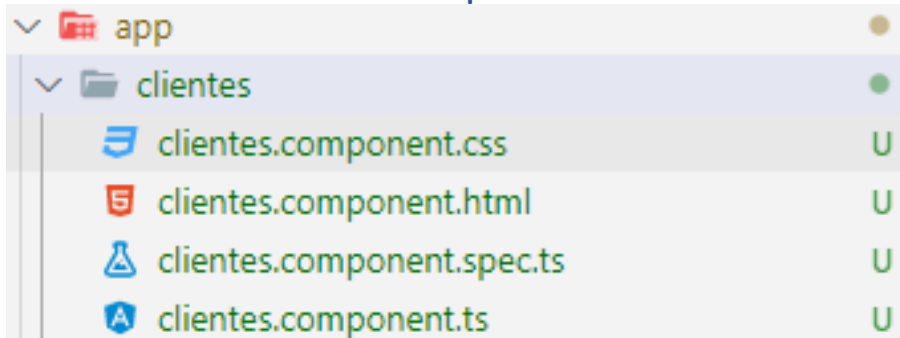 app
clientes
clientes.component.css U
clientes.component.html U
clientes.component.spec.ts U
clientes.component.ts U